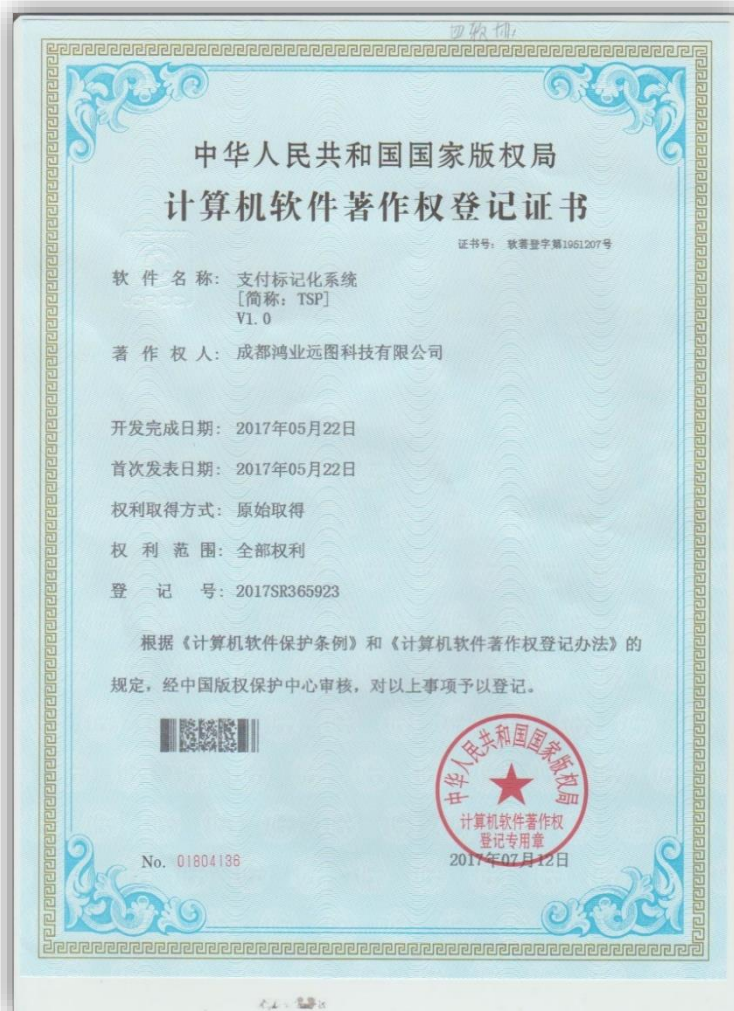 中华人民共和国国家版权局
计算机软件著作权登记证书
证书号： 软著登字第1951207号
软件名称： 支付标记化系统
[简称：TSP]
V1.0
著作权人： 成都鸿业远图科技有限公司
开发完成日期： 2017年05月22日
首次发表日期： 2017年05月22日
权利取得方式： 原始取得
权利范围： 全部权利
登记号： 2017SR365923
根据《计算机软件保护条例》和《计算机软件著作权登记办法》的
规定，经中国版权保护中心审核，对以上事项予以登记。
中华人民共和国国家版权局
计算机软件著作权
登记专用章
No. 01804136
2017年07月12日